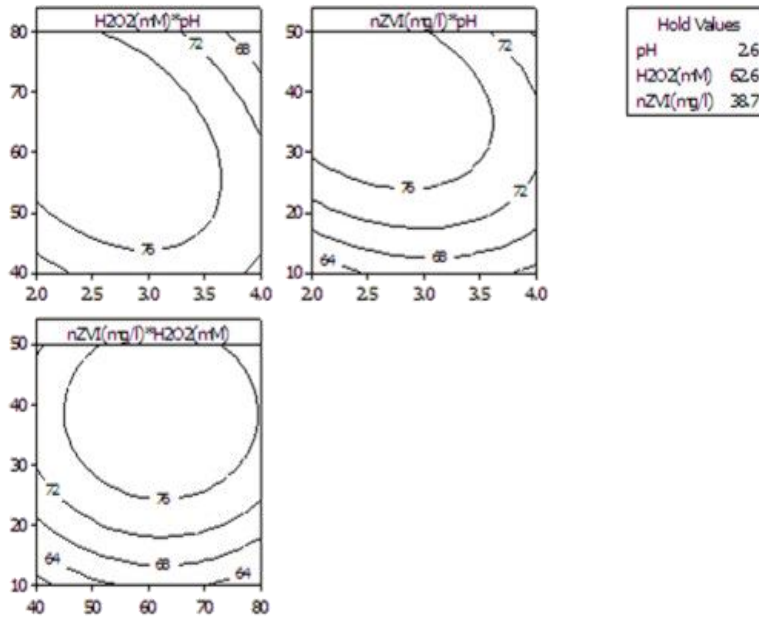 H2O2(mM)*pH
80
70
60
50
40
2.0 2.5 3.0 3.5 4.0
72
68
76
nZVI(mg/l)*pH
50
40
30
20
10
2.0 2.5 3.0 3.5 4.0
72
76
72
68
64
nZVI(mg/l)*H2O2(mM)
50
40
30
20
10
40 50 60 70 80
76
72
68
64
64
Hold Values
pH 2.6
H2O2(mM) 62.6
nZVI(mg/l) 38.7